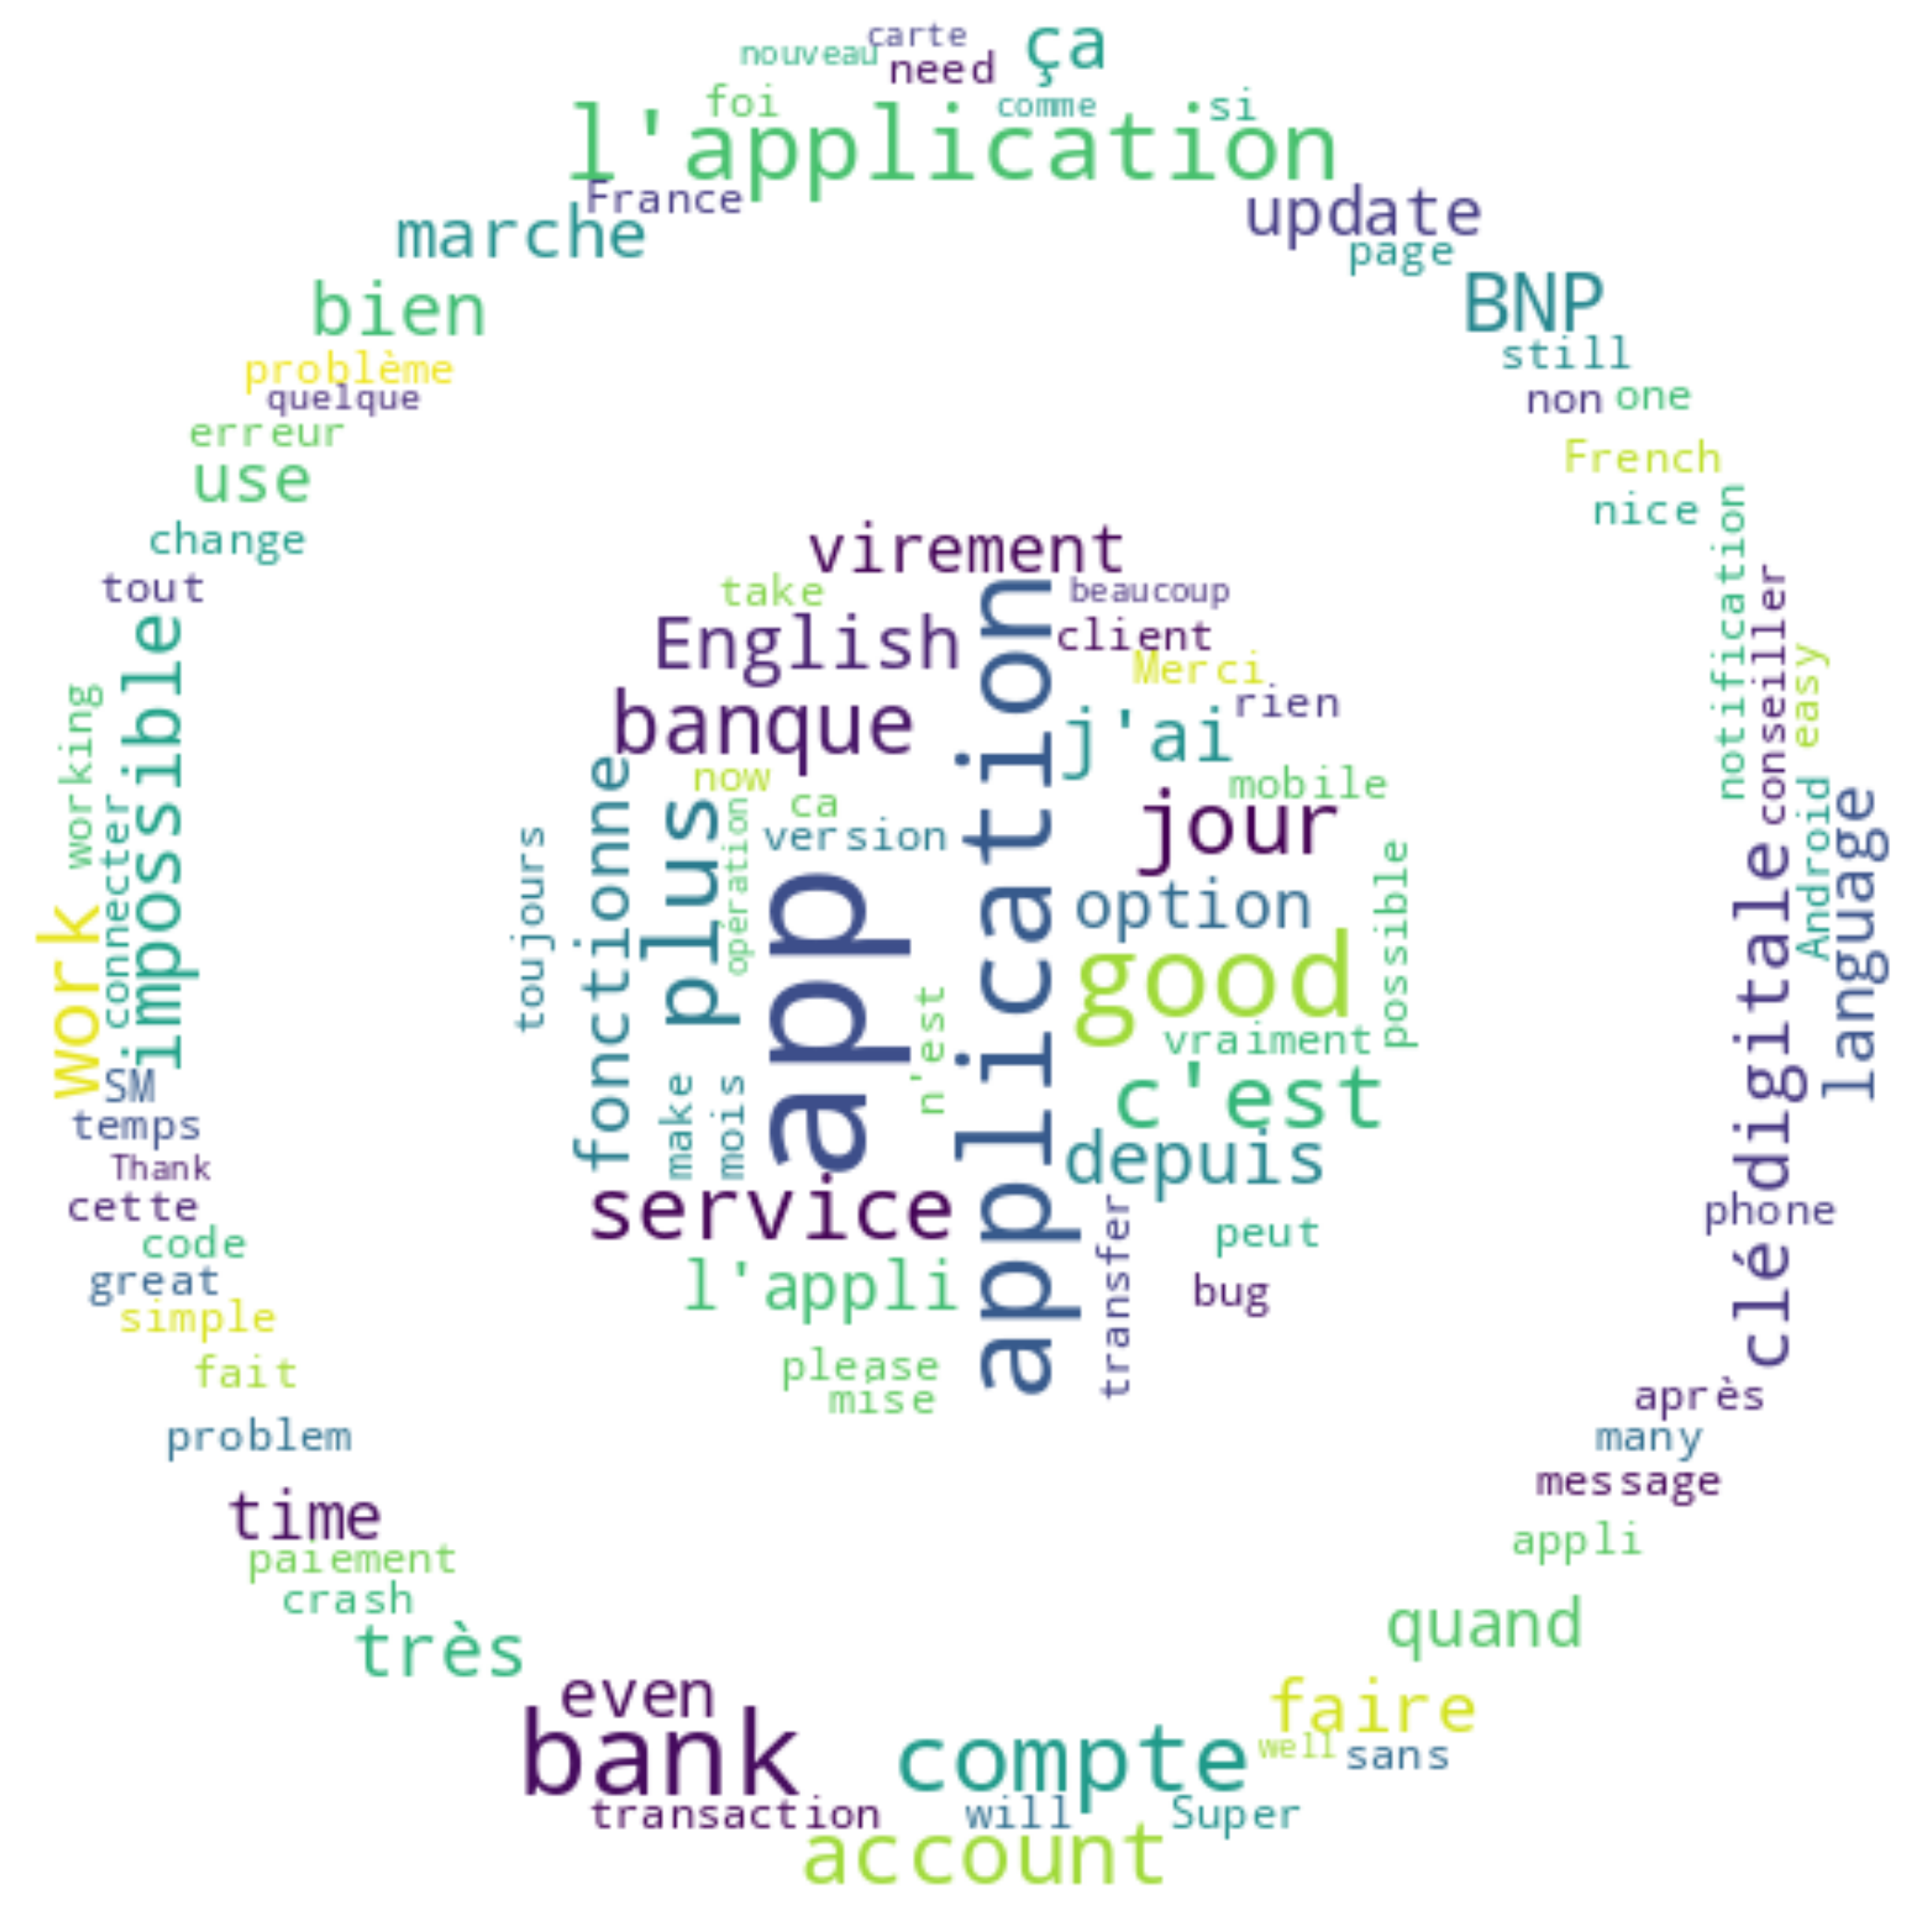 carte
nouveau
need
ça
foi
comme
si
l'application
France
update
marche
page
bien
BNP
still
problème
quelque
non
one
erreur
French
use
nice
change
notification
virement
tout
take
beaucoup
conseiller
impossible
English
client
Merci
easy
working
banque
j'ai
rien
now
mobile
fonctionne
plus
ca
version
jour
opération
application
toujours
connecter
Android
language
app
option
possible
good
work
n'est
vraiment
clé digitale
SM
make
mois
c'est
temps
depuis
Thank
cette
service
phone
code
transfer
peut
great
l'appli
bug
simple
fait
please
mise
après
problem
many
message
time
appli
paiement
crash
quand
très
even
faire
bank
compte
well
sans
transaction
will
Super
account